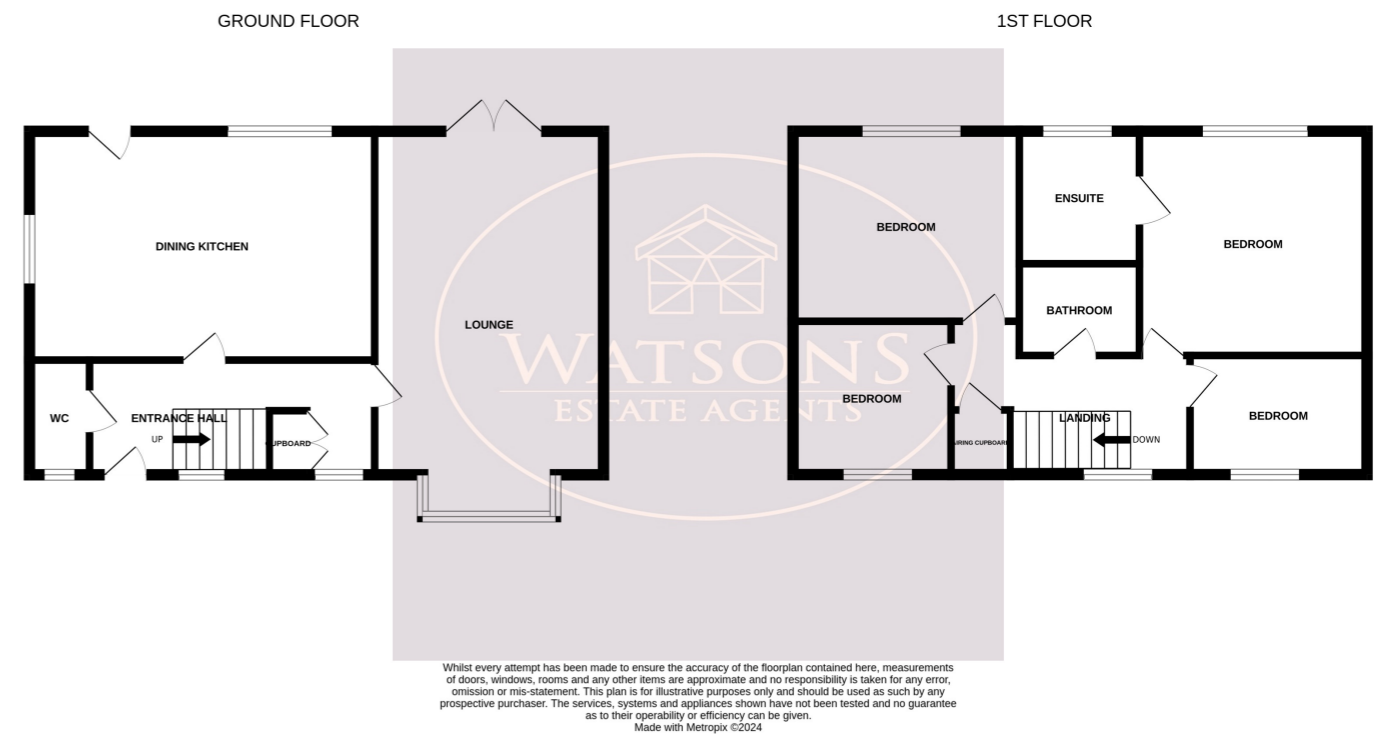 GROUND FLOOR
1ST FLOOR
DINING KITCHEN
LOUNGE
WC
ENTRANCE HALL
UP
CUPBOARD
BEDROOM
ENSUITE
BEDROOM
BATHROOM
BEDROOM
BEDROOM
LANDING
DOWN
AIRING CUPBOARD
WATSONS
ESTATE AGENTS
Whilst every attempt has been made to ensure the accuracy of the floorplan contained here, measurements
of doors, windows, rooms and any other items are approximate and no responsibility is taken for any error,
omission or mis-statement. This plan is for illustrative purposes only and should be used as such by any
prospective purchaser. The services, systems and appliances shown have not been tested and no guarantee
as to their operability or efficiency can be given.
Made with Metropix ©2024